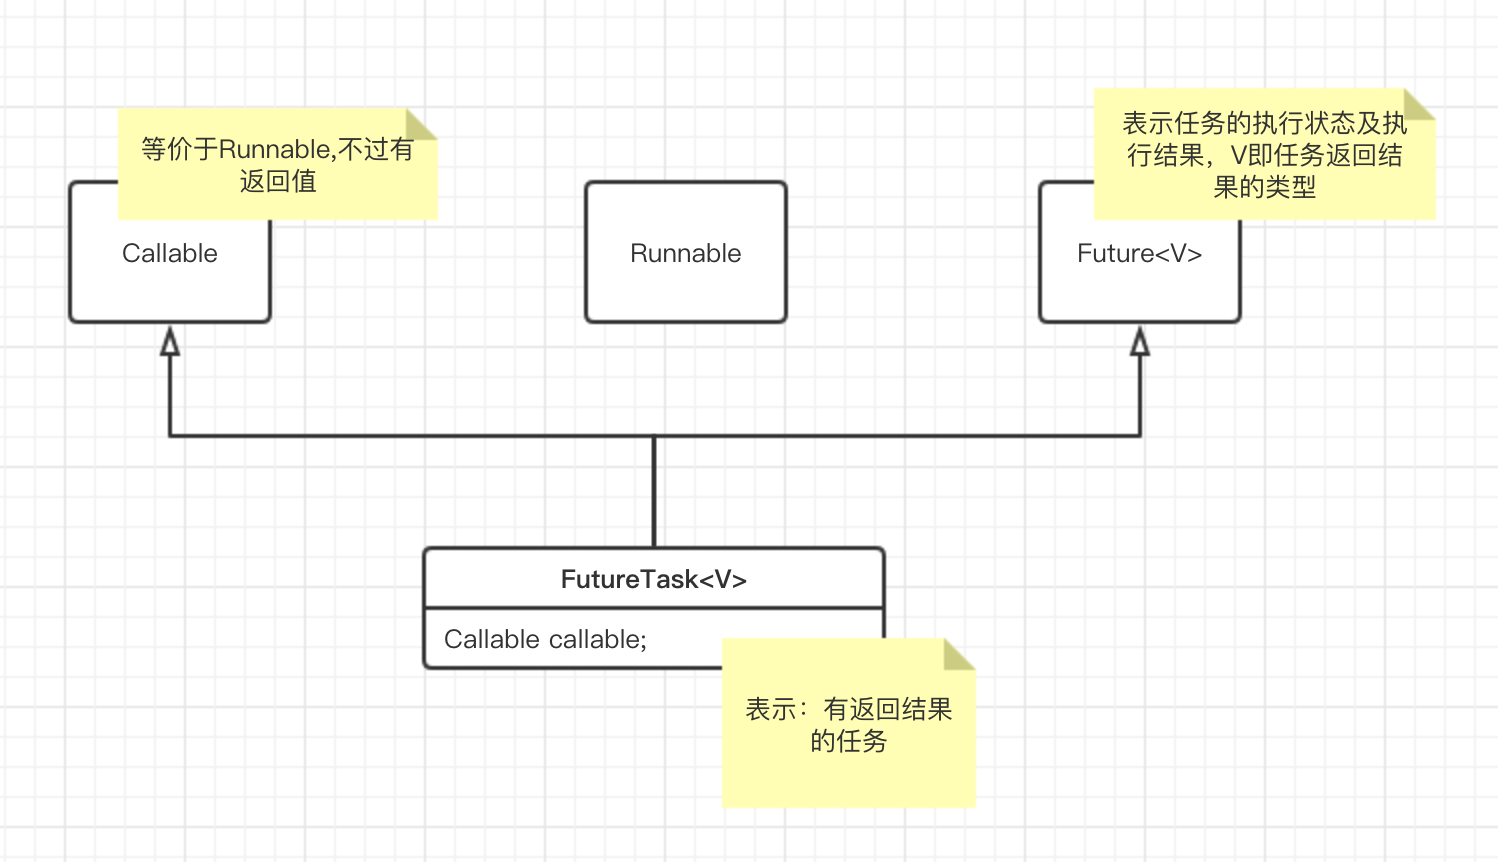 等价于Runnable,不过有
返回值
Callable
Runnable
表示任务的执行状态及执
行结果，V即任务返回结
果的类型
Future<V>
FutureTask<V>
Callable callable;
表示：有返回结果
的任务